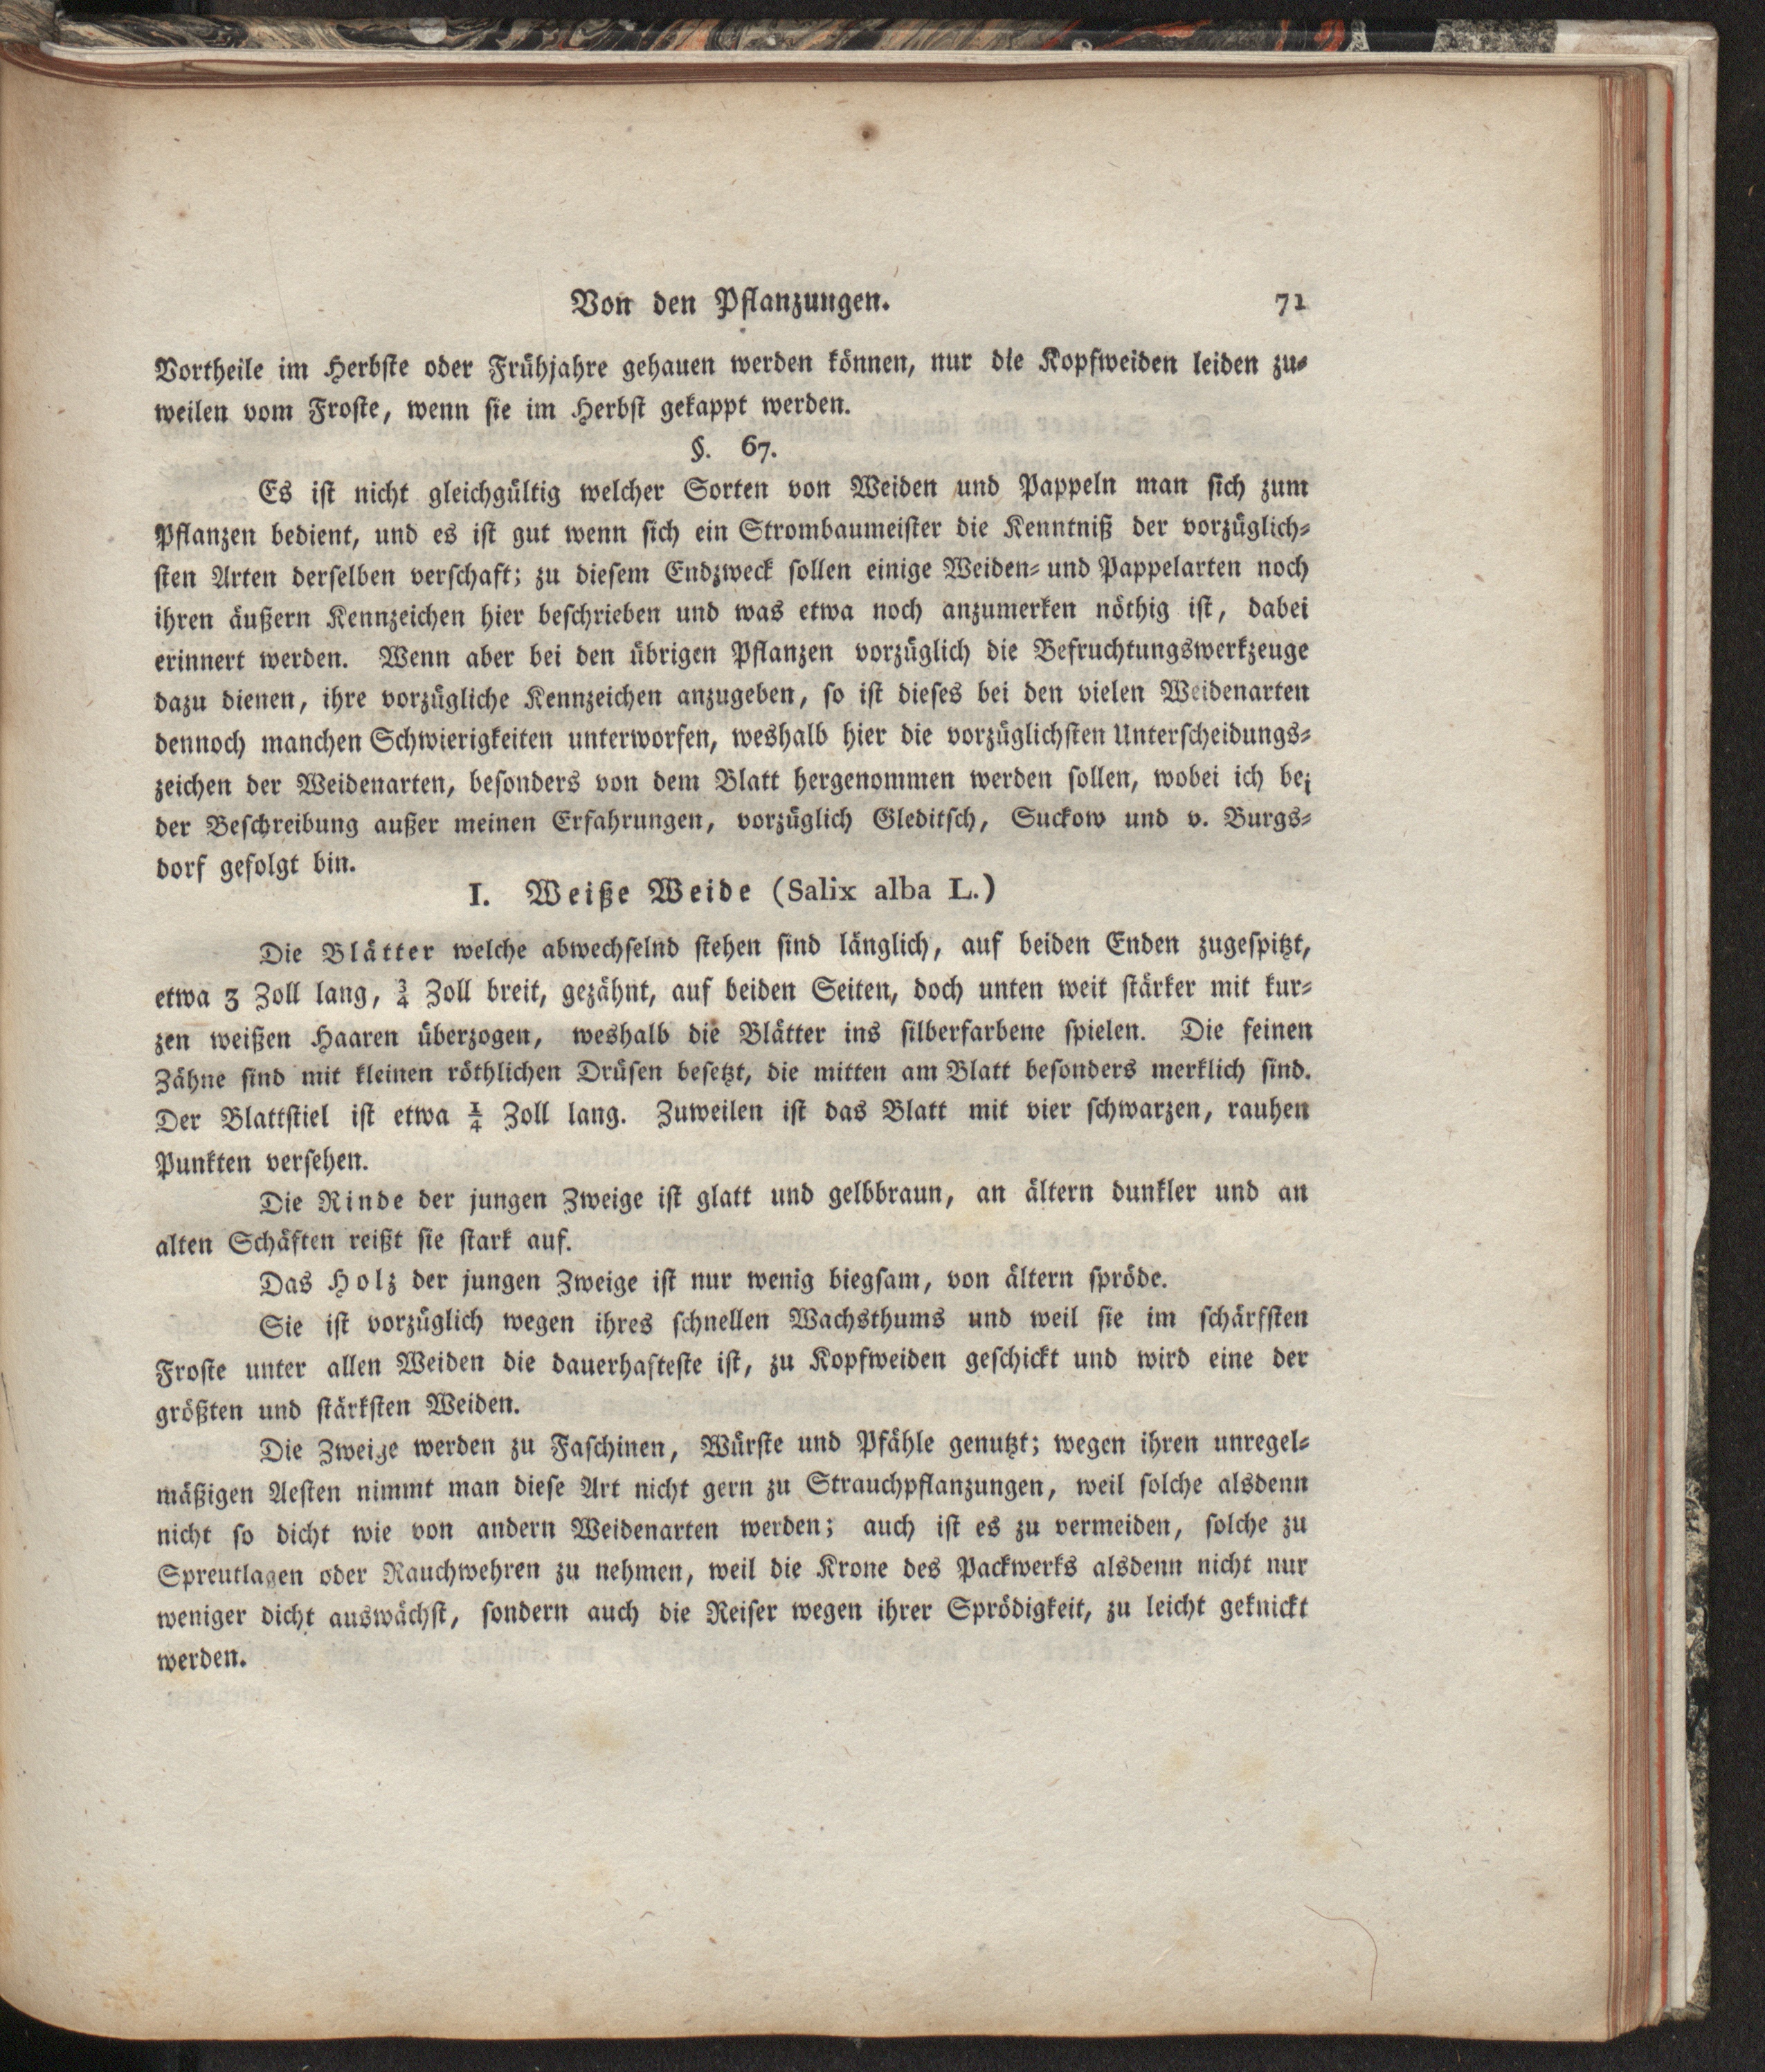 Von den Pflanzungen. 71
Vortheile im Herbſte oder Frühjahre gehauen werden können, nur die Kopfweiden leiden zu⸗
weilen vom Froſte, wenn ſie im Herbſt gekappt werden.
§. 67.
Es iſt nicht gleichgültig welcher Sorten von Weiden und Pappeln man ſich zum
Pflanzen bedient, und es iſt gut wenn ſich ein Strombaumeiſter die Kenntniß der vorzüglich⸗
ſten Arten derſelben verſchaft; zu dieſem Endzweck ſollen einige Weiden⸗ und Pappelarten noch
ihren äußern Kennzeichen hier beſchrieben und was etwa noch anzumerken nöthig iſt, dabei
erinnert werden. Wenn aber bei den übrigen Pflanzen vorzüglich die Befruchtungswerkzeuge
dazu dienen, ihre vorzügliche Kennzeichen anzugeben, ſo iſt dieſes bei den vielen Weidenarten
dennoch manchen Schwierigkeiten unterworfen, weshalb hier die vorzüglichſten Unterſcheidungs⸗
zeichen der Weidenarten, beſonders von dem Blatt hergenommen werden ſollen, wobei ich bei
der Beſchreibung außer meinen Erfahrungen, vorzüglich Gleditſch, Suckow und v. Burgs⸗
dorf gefolgt bin.
I. Weiße Weide (Salix alba L.)
Die Blätter welche abwechſelnd ſtehen ſind länglich, auf beiden Enden zugeſpitzt,
etwa 3 Zoll lang, ¾ Zoll breit, gezähnt, auf beiden Seiten, doch unten weit ſtärker mit kur⸗
zen weißen Haaren überzogen, weshalb die Blätter ins ſilberfarbene ſpielen. Die feinen
Zähne ſind mit kleinen röthlichen Drüſen beſetzt, die mitten am Blatt beſonders merklich ſind.
Der Blattſtiel iſt etwa ¼ Zoll lang. Zuweilen iſt das Blatt mit vier ſchwarzen, rauhen
Punkten verſehen.
Die Rinde der jungen Zweige iſt glatt und gelbbraun, an ältern dunkler und an
alten Schäften reißt ſie ſtark auf.
Das Holz der jungen Zweige iſt nur wenig biegſam, von ältern ſpröde.
Sie iſt vorzüglich wegen ihres ſchnellen Wachsthums und weil ſie im ſchärfſten
Froſte unter allen Weiden die dauerhafteſte iſt, zu Kopfweiden geſchickt und wird eine der
größten und ſtärkſten Weiden.
Die Zweige werden zu Faſchinen, Würſte und Pfähle genutzt; wegen ihren unregel⸗
mäßigen Aeſten nimmt man dieſe Art nicht gern zu Strauchpflanzungen, weil ſolche alsdenn
nicht ſo dicht wie von andern Weidenarten werden; auch iſt es zu vermeiden, ſolche zu
Spreutlagen oder Rauchwehren zu nehmen, weil die Krone des Packwerks alsdenn nicht nur
weniger dicht auswächſt, ſondern auch die Reiſer wegen ihrer Sprödigkeit, zu leicht geknickt
werden.